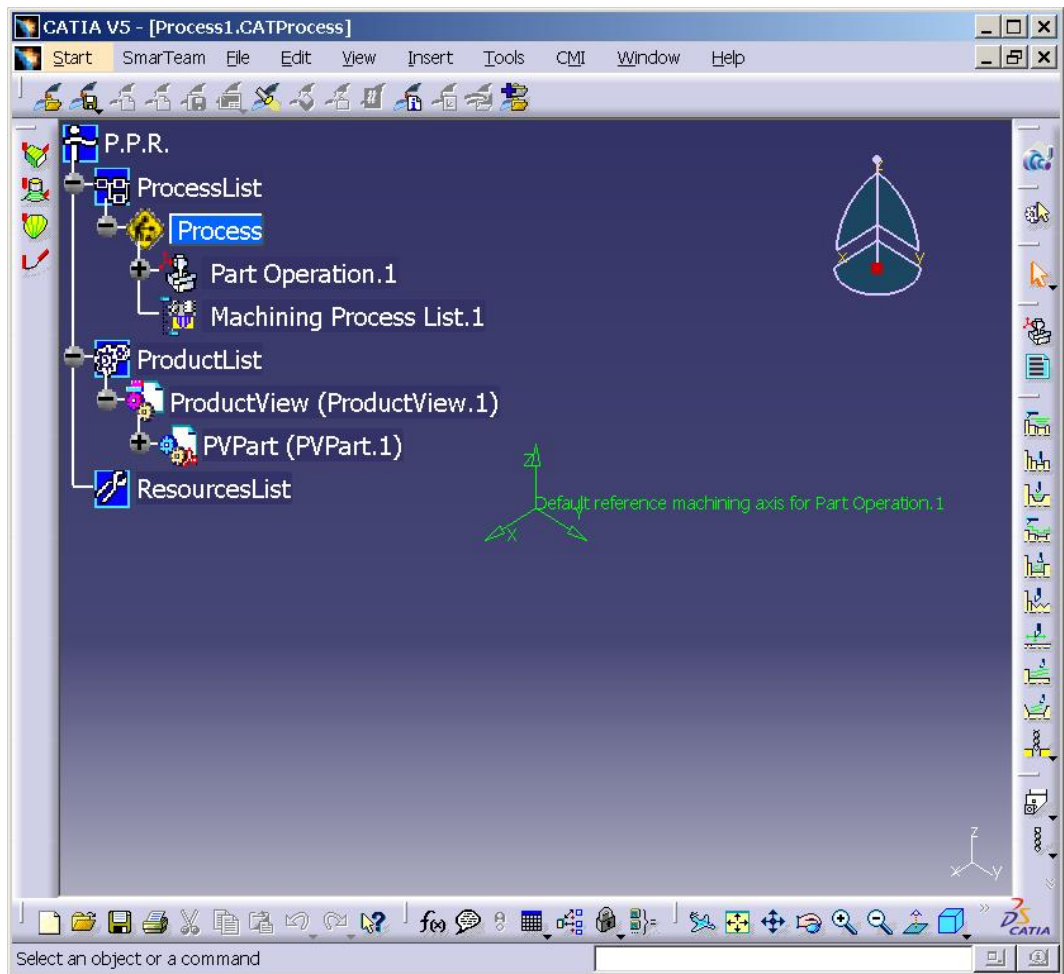 CATIA V5 - [Process1.CATProcess]
Start SmarTeam File Edit View Insert Tools CMI Window Help
P.P.R.
ProcessList
Process
Part Operation.1
Machining Process List.1
ProductList
ProductView (ProductView.1)
PVPart (PVPart.1)
ResourcesList
z
x y
Z
Default reference machining axis for Part Operation.1
X Y
z
x y
f(x)
CATIA
Select an object or a command